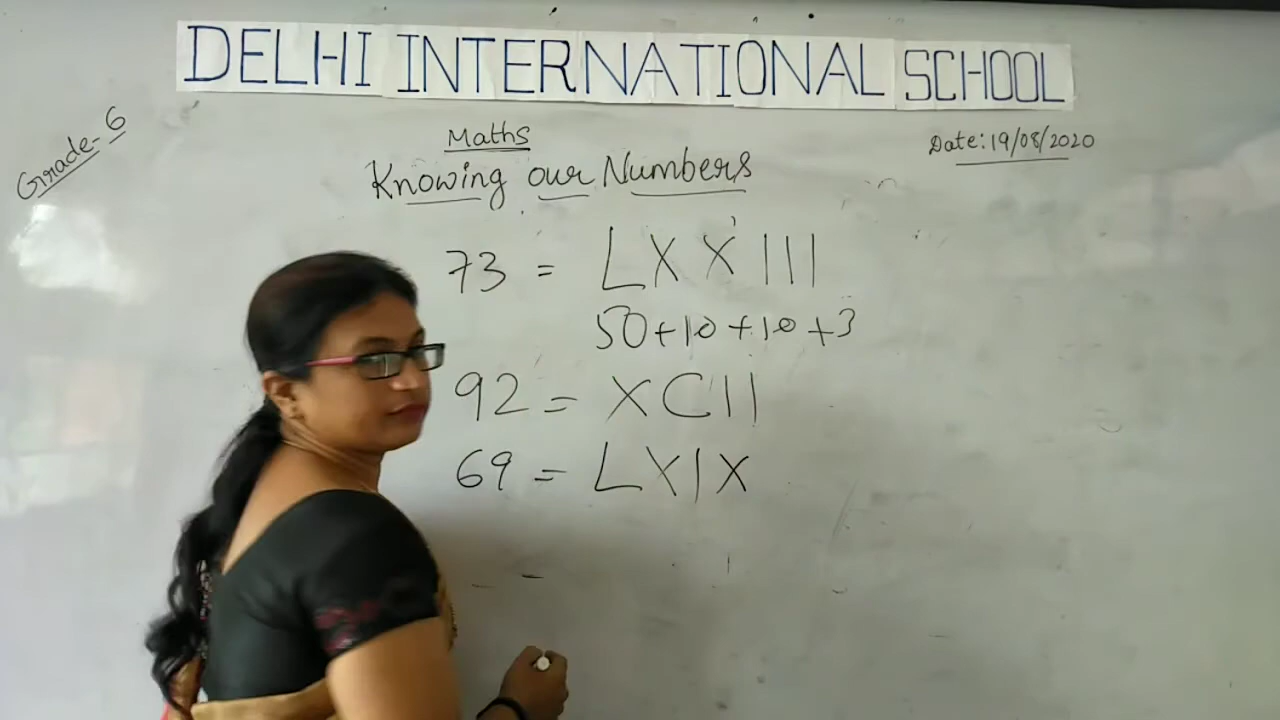 DELHI INTERNATIONAL SCHOOL
Grade-6
Maths
Date: 19/08/2020
Knowing our Numbers
73 = LXXIII
50+10+10+3
92 = XCII
69 = LXIX